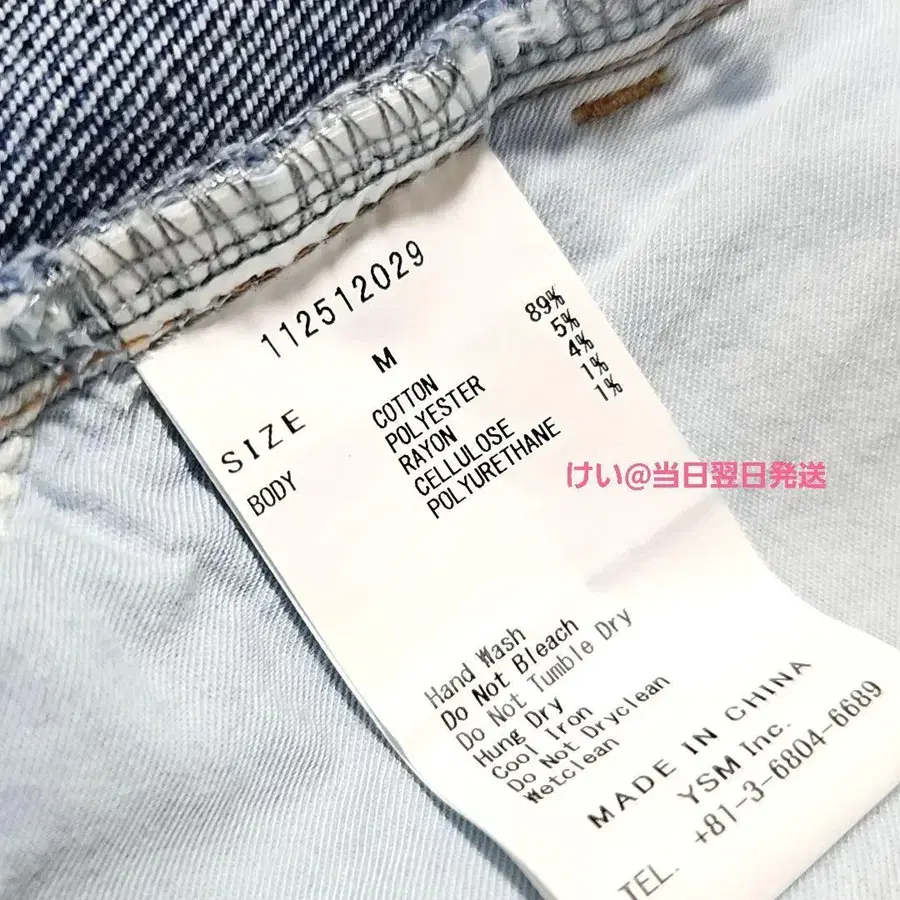 112512029
SIZE M
BODY COTTON 89%
POLYESTER 5%
RAYON 4%
CELLULOSE 1%
POLYURETHANE 1%
けい@当日翌日発送
Hand Wash
Do Not Bleach
Do Not Tumble Dry
Hung Dry
Cool Iron
Do Not Dryclean
Wetclean
MADE IN CHINA
YSM Inc.
TEL. +81-3-6804-6689